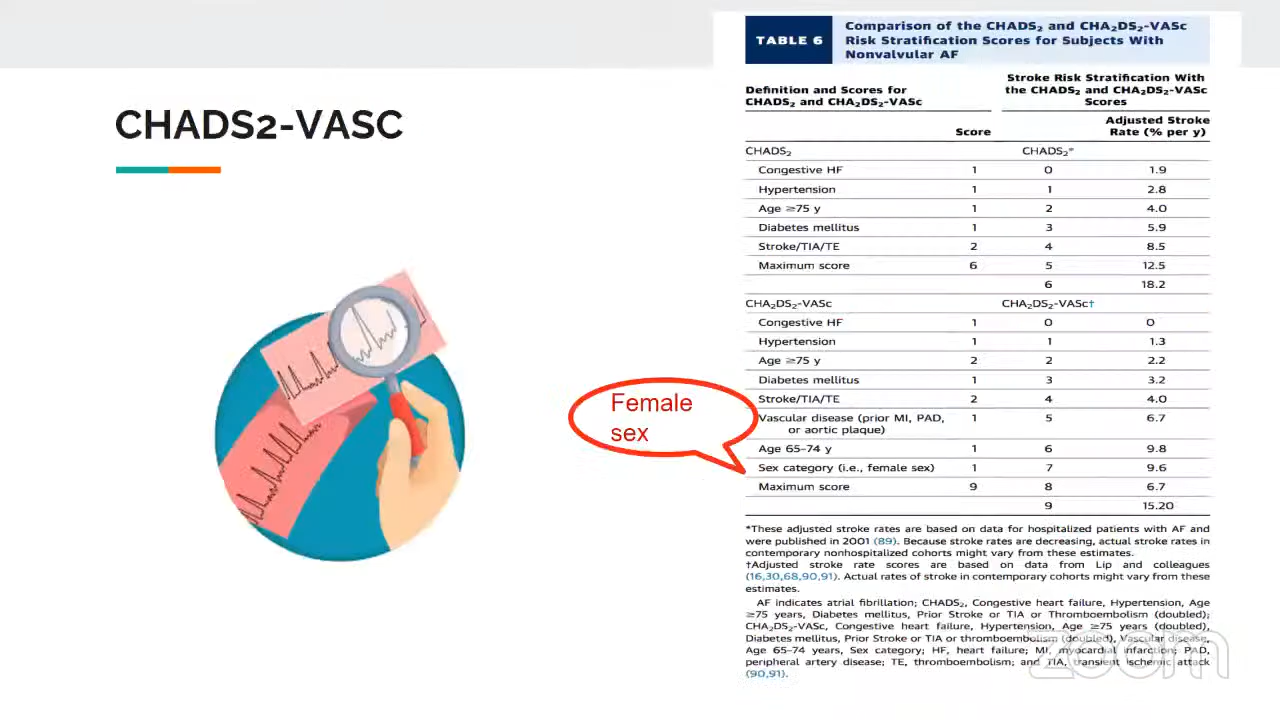 CHADS2-VASC
Female
sex
TABLE 6
Comparison of the CHADS2 and CHA2DS2-VASc
Risk Stratification Scores for Subjects With
Nonvalvular AF
Definition and Scores for
CHADS2 and CHA2DS2-VASc
Stroke Risk Stratification With
the CHADS2 and CHA2DS2-VASc
Scores
Score
Adjusted Stroke
Rate (% per y)
CHADS2 CHADS2*
Congestive HF 1 0 1.9
Hypertension 1 1 2.8
Age ≥75 y 1 2 4.0
Diabetes mellitus 1 3 5.9
Stroke/TIA/TE 2 4 8.5
Maximum score 6 5 12.5
6 18.2
CHA2DS2-VASc CHA2DS2-VASc†
Congestive HF 1 0 0
Hypertension 1 1 1.3
Age ≥75 y 2 2 2.2
Diabetes mellitus 1 3 3.2
Stroke/TIA/TE 2 4 4.0
Vascular disease (prior MI, PAD, 1 5 6.7
or aortic plaque)
Age 65–74 y 1 6 9.8
Sex category (i.e., female sex) 1 7 9.6
Maximum score 9 8 6.7
9 15.20
*These adjusted stroke rates are based on data for hospitalized patients with AF and
were published in 2001 (89). Because stroke rates are decreasing, actual stroke rates in
contemporary nonhospitalized cohorts might vary from these estimates.
†Adjusted stroke rate scores are based on data from Lip and colleagues
(16,30,68,90,91). Actual rates of stroke in contemporary cohorts might vary from these
estimates.
AF indicates atrial fibrillation; CHADS2, Congestive heart failure, Hypertension, Age
≥75 years, Diabetes mellitus, Prior Stroke or TIA or Thromboembolism (doubled);
CHA2DS2-VASc, Congestive heart failure, Hypertension, Age ≥75 years (doubled),
Diabetes mellitus, Prior Stroke or TIA or thromboembolism (doubled), Vascular disease,
Age 65–74 years, Sex category; HF, heart failure; MI, myocardial infarction; PAD,
peripheral artery disease; TE, thromboembolism; and TIA, transient ischemic attack
(90,91).
zoom